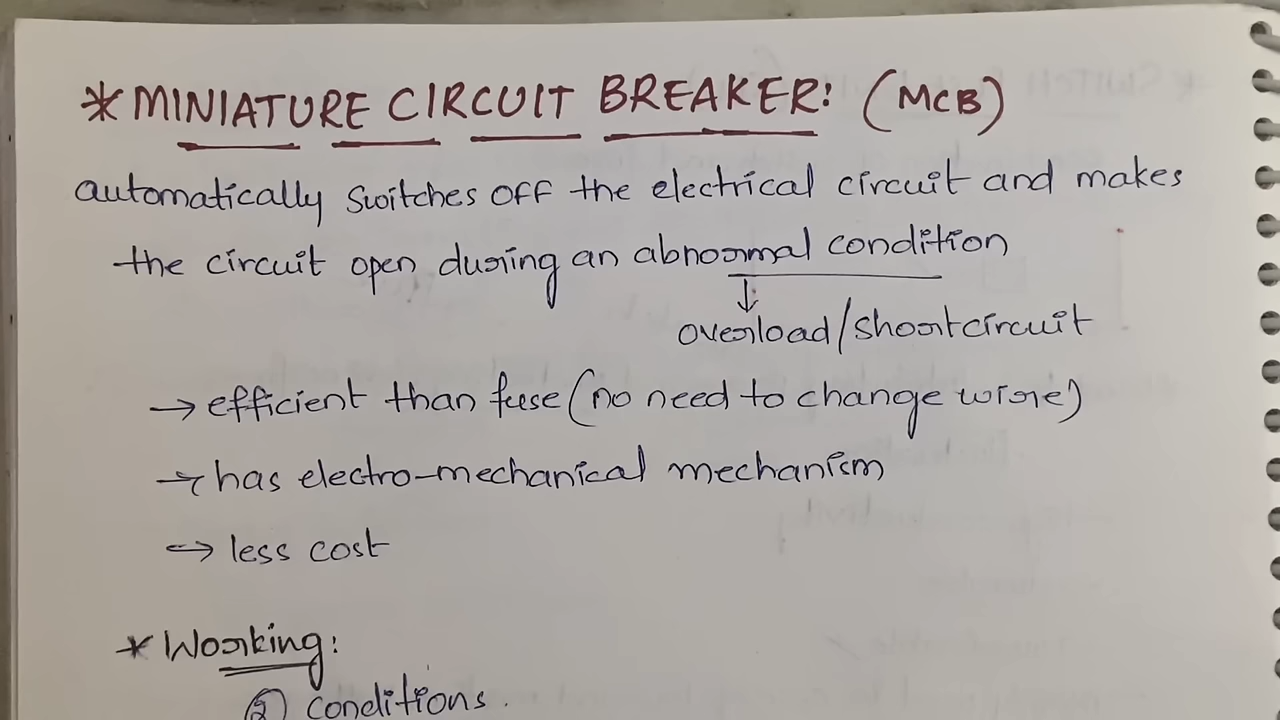 * MINIATURE CIRCUIT BREAKER: (MCB)
automatically switches off the electrical circuit and makes
the circuit open during an abnormal condition
↓
overload/shortcircuit
→ efficient than fuse (no need to change wire)
→ has electro-mechanical mechanism
→ less cost
* Working:
② conditions.